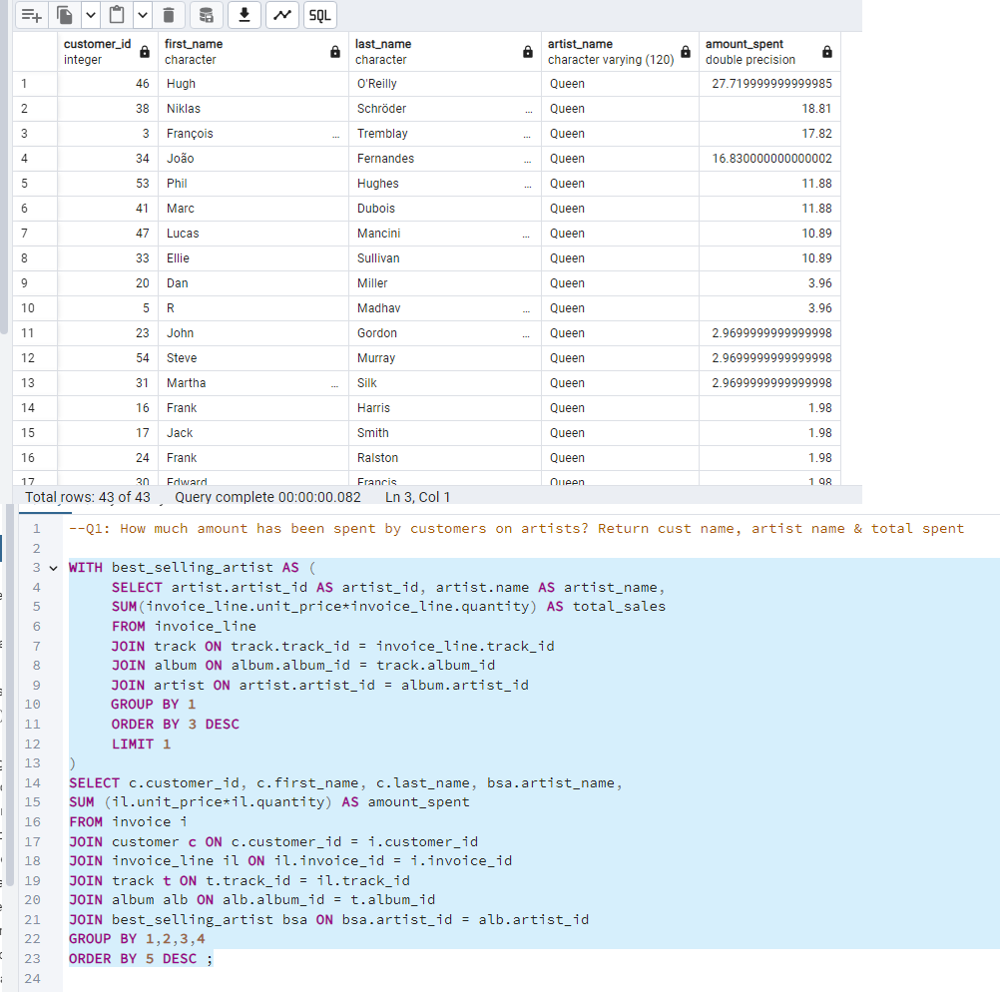 SQL
customer_id first_name last_name artist_name amount_spent
integer character character character varying (120) double precision
1 46 Hugh O'Reilly Queen 27.719999999999985
2 38 Niklas Schröder ... Queen 18.81
3 3 François ... Tremblay ... Queen 17.82
4 34 João Fernandes ... Queen 16.830000000000002
5 53 Phil Hughes ... Queen 11.88
6 41 Marc Dubois Queen 11.88
7 47 Lucas Mancini ... Queen 10.89
8 33 Ellie Sullivan Queen 10.89
9 20 Dan Miller Queen 3.96
10 5 R Madhav ... Queen 3.96
11 23 John Gordon ... Queen 2.9699999999999998
12 54 Steve Murray Queen 2.9699999999999998
13 31 Martha ... Silk Queen 2.9699999999999998
14 16 Frank Harris Queen 1.98
15 17 Jack Smith Queen 1.98
16 24 Frank Ralston Queen 1.98
17 30 Edward Francis Queen 1.98
Total rows: 43 of 43 Query complete 00:00:00.082 Ln 3, Col 1
1 --Q1: How much amount has been spent by customers on artists? Return cust name, artist name & total spent
2
3 WITH best_selling_artist AS (
4 SELECT artist.artist_id AS artist_id, artist.name AS artist_name,
5 SUM(invoice_line.unit_price*invoice_line.quantity) AS total_sales
6 FROM invoice_line
7 JOIN track ON track.track_id = invoice_line.track_id
8 JOIN album ON album.album_id = track.album_id
9 JOIN artist ON artist.artist_id = album.artist_id
10 GROUP BY 1
11 ORDER BY 3 DESC
12 LIMIT 1
13 )
14 SELECT c.customer_id, c.first_name, c.last_name, bsa.artist_name,
15 SUM (il.unit_price*il.quantity) AS amount_spent
16 FROM invoice i
17 JOIN customer c ON c.customer_id = i.customer_id
18 JOIN invoice_line il ON il.invoice_id = i.invoice_id
19 JOIN track t ON t.track_id = il.track_id
20 JOIN album alb ON alb.album_id = t.album_id
21 JOIN best_selling_artist bsa ON bsa.artist_id = alb.artist_id
22 GROUP BY 1,2,3,4
23 ORDER BY 5 DESC ;
24